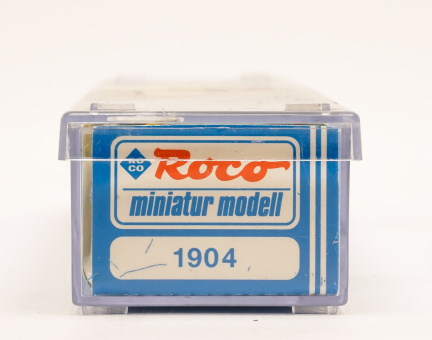 RO
CO
Roco
miniatur modell
1904